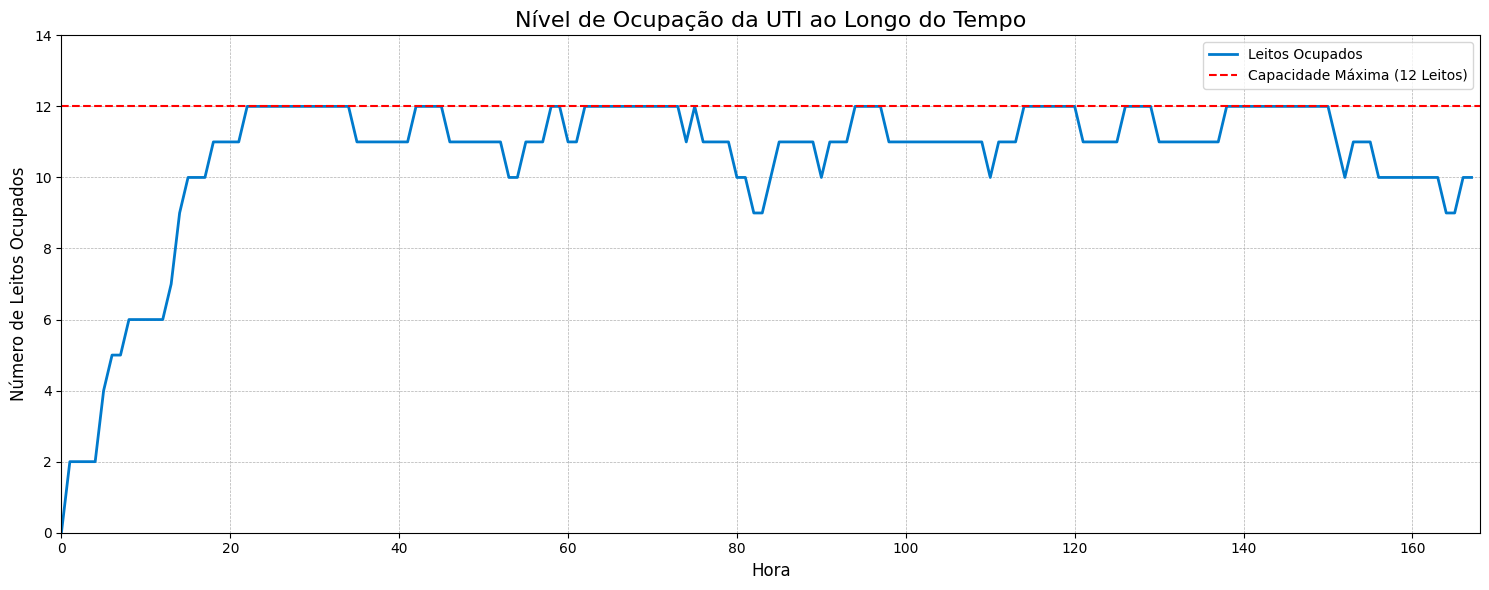 Nível de Ocupação da UTI ao Longo do Tempo
Leitos Ocupados
Capacidade Máxima (12 Leitos)
Número de Leitos Ocupados
14
12
10
8
6
4
2
0
0 20 40 60 80 100 120 140 160
Hora